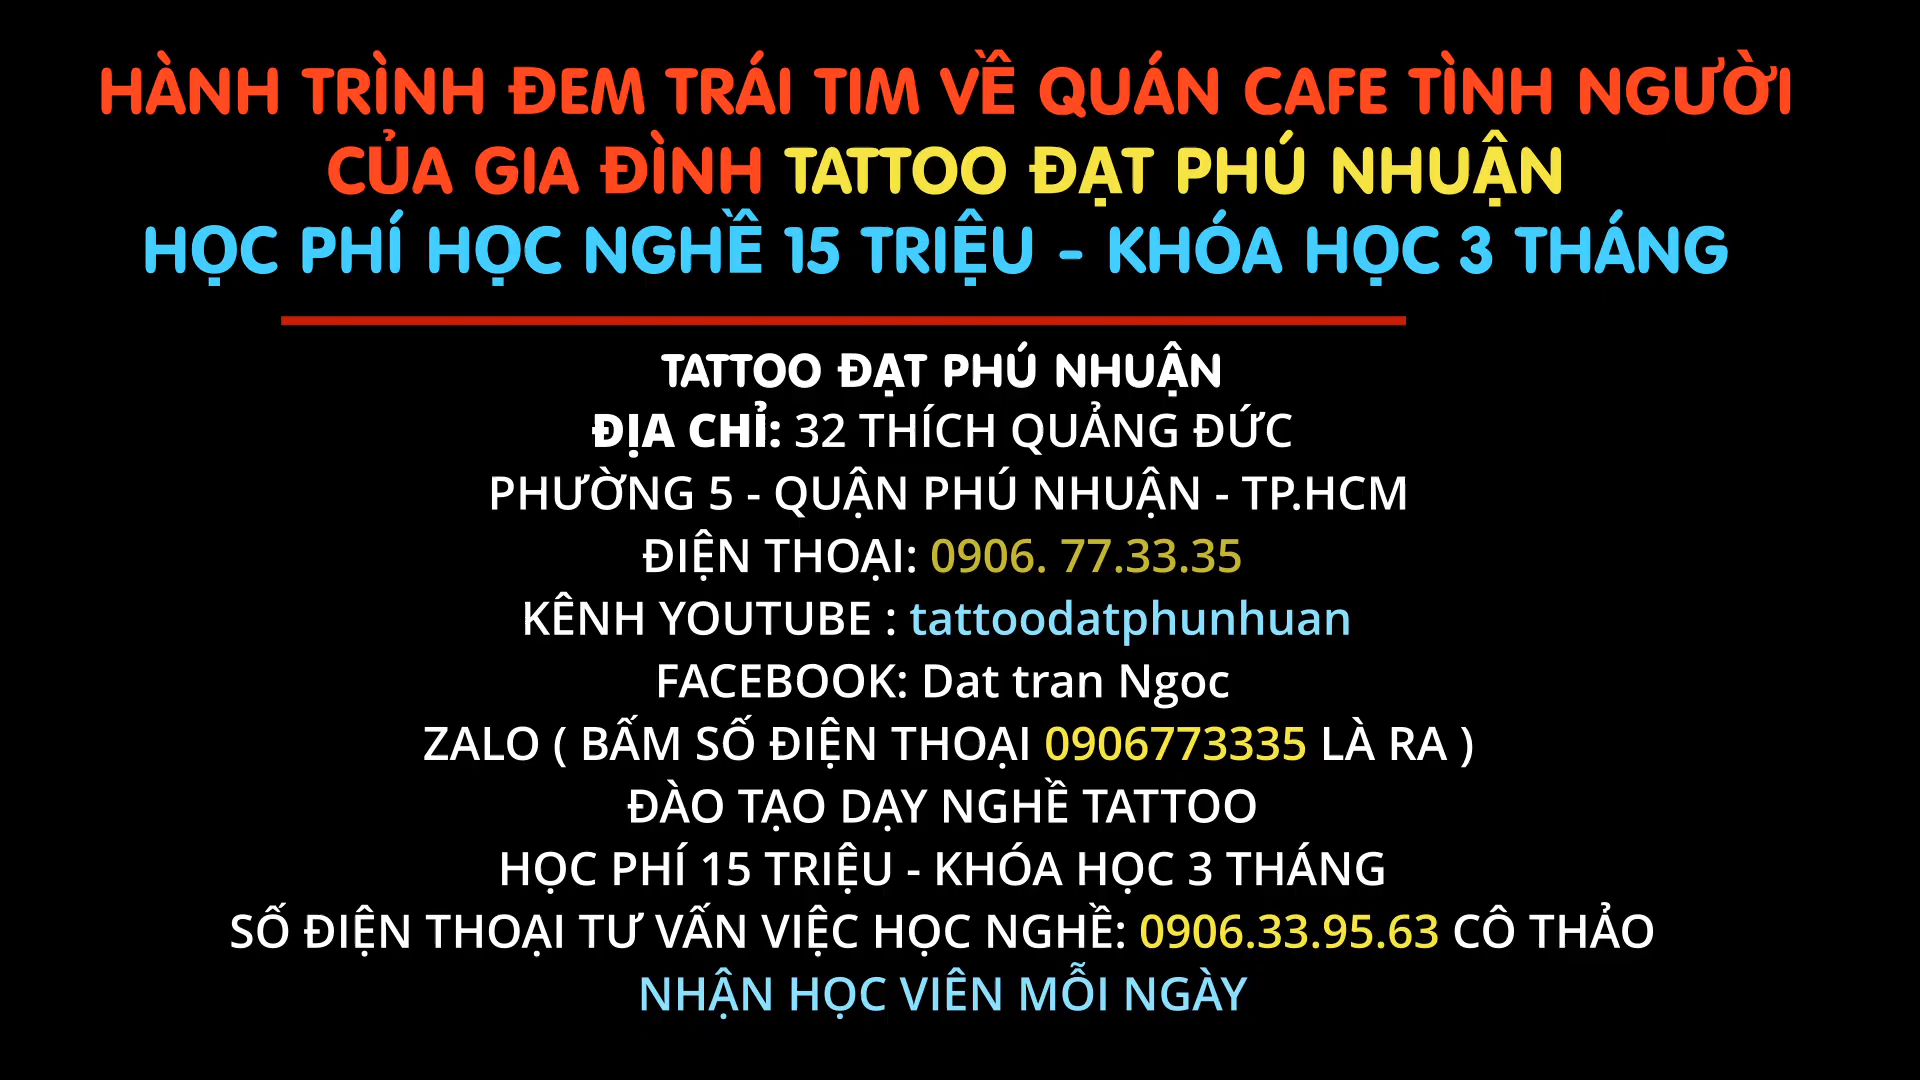 HÀNH TRÌNH ĐEM TRÁI TIM VỀ QUÁN CAFE TÌNH NGƯỜI
CỦA GIA ĐÌNH TATTOO ĐẠT PHÚ NHUẬN
HỌC PHÍ HỌC NGHỀ 15 TRIỆU - KHÓA HỌC 3 THÁNG
TATTOO ĐẠT PHÚ NHUẬN
ĐỊA CHỈ: 32 THÍCH QUẢNG ĐỨC
PHƯỜNG 5 - QUẬN PHÚ NHUẬN - TP.HCM
ĐIỆN THOẠI: 0906. 77.33.35
KÊNH YOUTUBE : tattoodatphunhuan
FACEBOOK: Dat tran Ngoc
ZALO ( BẤM SỐ ĐIỆN THOẠI 0906773335 LÀ RA )
ĐÀO TẠO DẠY NGHỀ TATTOO
HỌC PHÍ 15 TRIỆU - KHÓA HỌC 3 THÁNG
SỐ ĐIỆN THOẠI TƯ VẤN VIỆC HỌC NGHỀ: 0906.33.95.63 CÔ THẢO
NHẬN HỌC VIÊN MỖI NGÀY